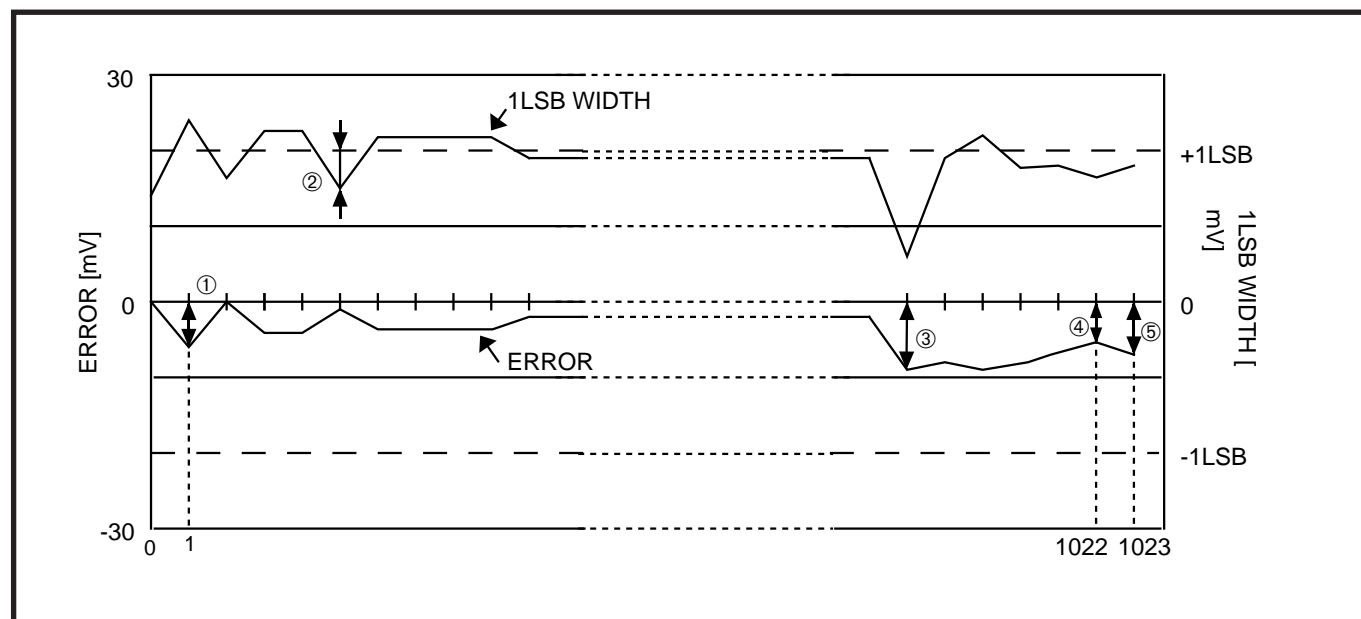 30
1LSB WIDTH
+1LSB
②
ERROR [mV]
1LSB WIDTH [
mV]
①
0
0
③
④
⑤
ERROR
-1LSB
-30
0
1
1022
1023